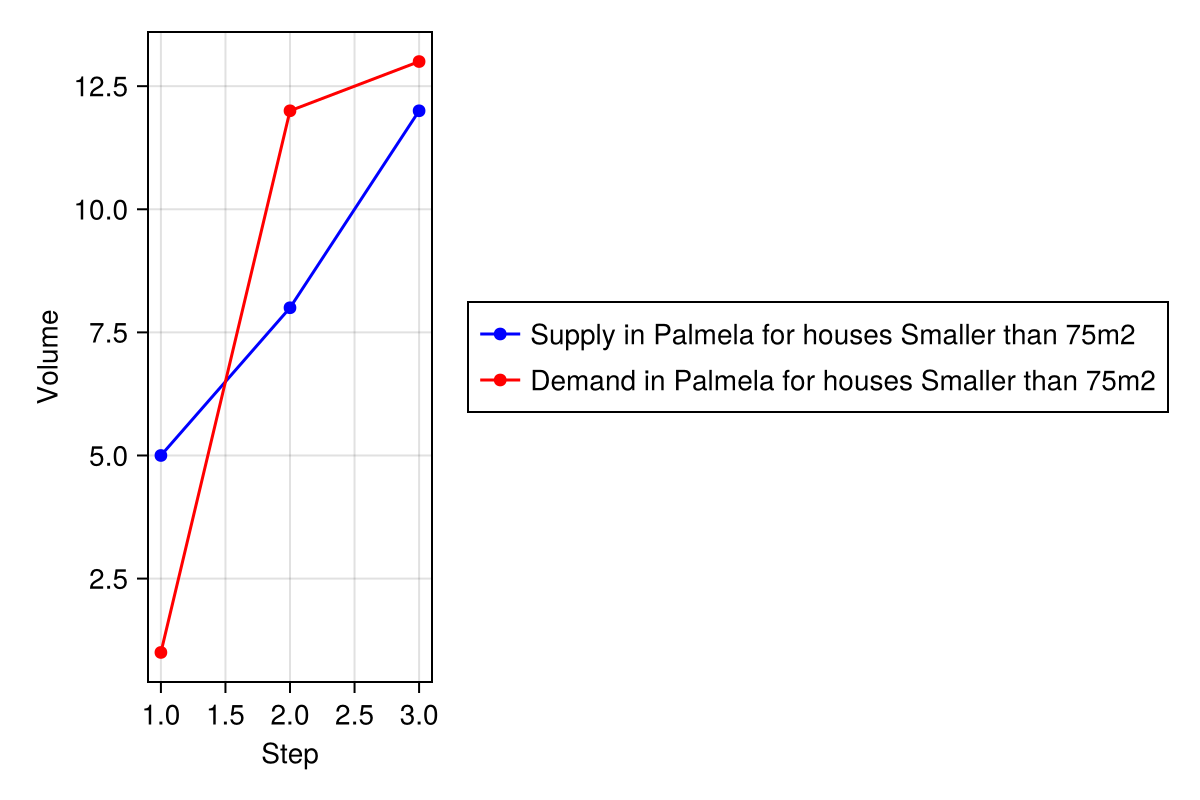 12.5
10.0
7.5
5.0
2.5
Volume
1.0 1.5 2.0 2.5 3.0
Step
Supply in Palmela for houses Smaller than 75m2
Demand in Palmela for houses Smaller than 75m2